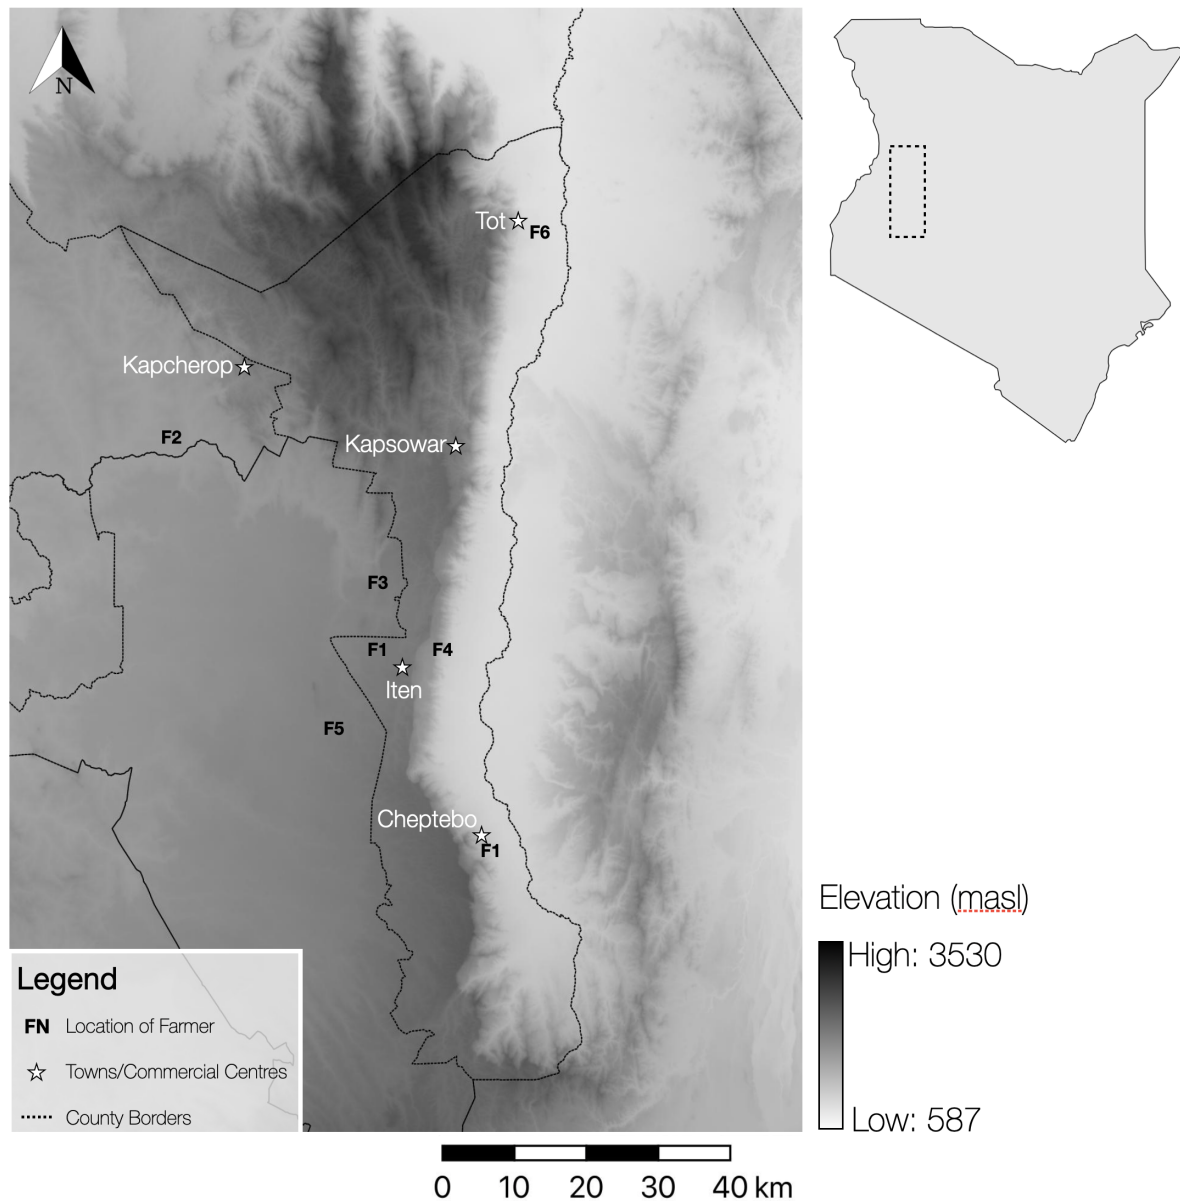 N
Tot
F6
Kapcherop
F2
Kapsowar
F3
F1
F4
Iten
F5
Cheptebo
F1
Elevation (masl)
High: 3530
Low: 587
Legend
FN Location of Farmer
Towns/Commercial Centres
County Borders
0 10 20 30 40 km